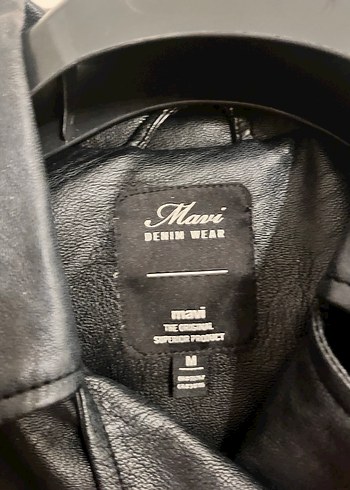 Mavi
DENIM WEAR
mavi
THE ORIGINAL
SUPERIOR PRODUCT
M